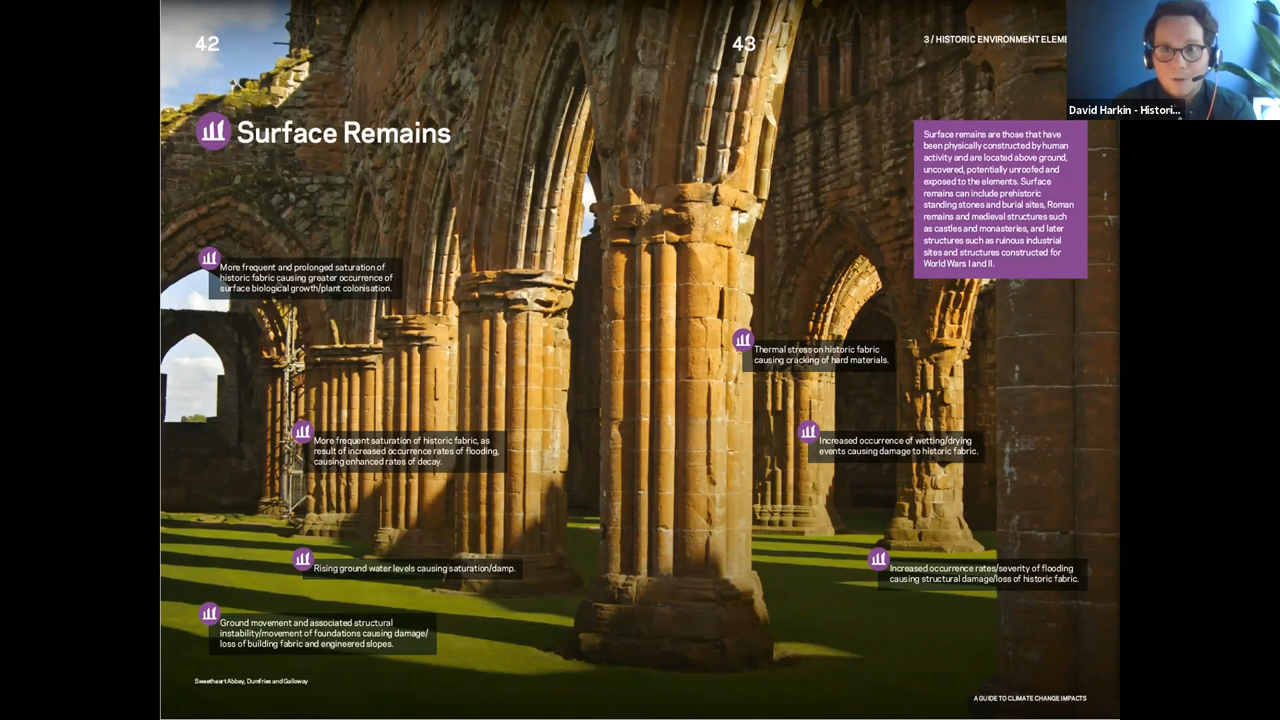 42
43
3 / HISTORIC ENVIRONMENT
David Harkin - Histori...
Surface Remains
Surface remains are those that have
been physically constructed by human
activity and are located above ground,
uncovered, potentially unroofed and
exposed to the elements. Surface
remains can include prehistoric
standing stones and burial sites, Roman
remains and medieval structures such
as castles and monasteries, and later
structures such as ruinous industrial
sites and structures constructed for
World Wars I and II.
More frequent and prolonged saturation of
historic fabric causing greater occurrence of
surface biological growth/plant colonisation.
Thermal stress on historic fabric
causing cracking of hard materials.
More frequent saturation of historic fabric, as
result of increased occurrence rates of flooding,
causing enhanced rates of decay.
Increased occurrence of wetting/drying
events causing damage to historic fabric.
Rising ground water levels causing saturation/damp.
Increased occurrence rates/severity of flooding
causing structural damage/loss of historic fabric.
Ground movement and associated structural
instability/movement of foundations causing damage/
loss of building fabric and engineered slopes.
Sweetheart Abbey, Dumfries and Galloway
A GUIDE TO CLIMATE CHANGE IMPACTS